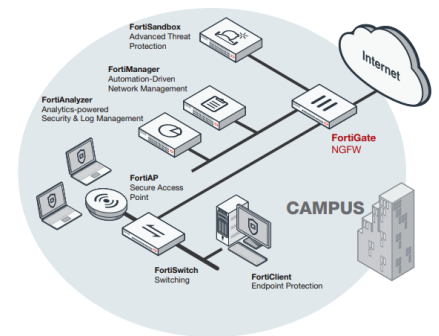 FortiSandbox
Advanced Threat
Protection
FortiManager
Automation-Driven
Network Management
FortiAnalyzer
Analytics-powered
Security & Log Management
Internet
FortiGate
NGFW
FortiAP
Secure Access
Point
CAMPUS
FortiSwitch
Switching
FortiClient
Endpoint Protection